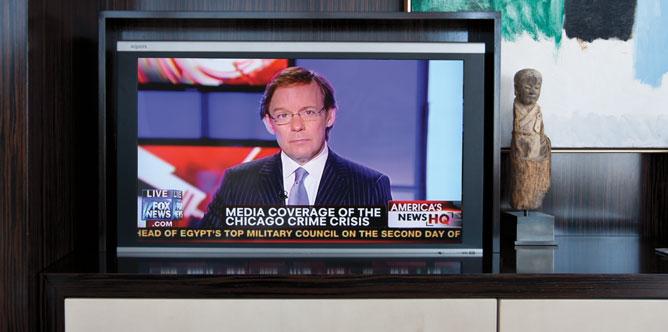 LIVE
LIVE
FOX
NEWS
.com
MEDIA COVERAGE OF THE
CHICAGO CRIME CRISIS
AMERICA'S
NEWS HQ
HEAD OF EGYPT'S TOP MILITARY COUNCIL ON THE SECOND DAY OF